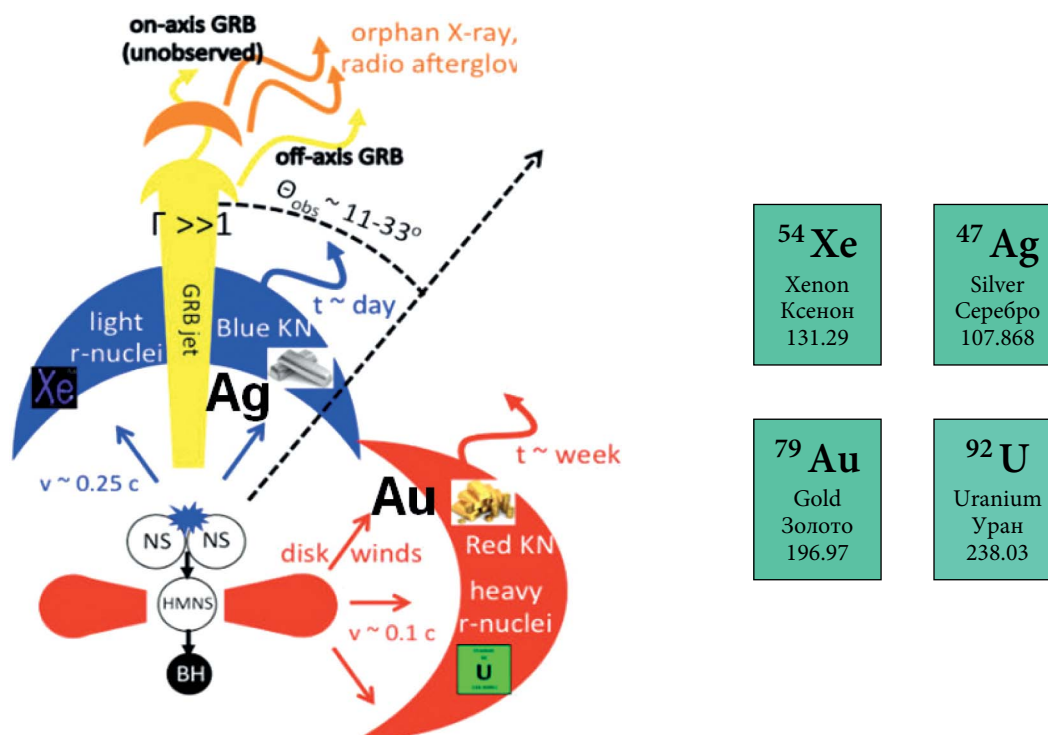 on-axis GRB
(unobserved)
orphan X-ray,
radio afterglov
off-axis GRB
Θobs ~ 11-33°
Γ >>1
GRB jet
t ~ day
light
r-nuclei
Blue KN
Xe
Ag
v ~ 0.25 c
t ~ week
Au
NS
NS
disk winds
Red KN
HMNS
heavy
r-nuclei
v ~ 0.1 c
BH
U
54 Xe
Xenon
Ксенон
131.29
47 Ag
Silver
Серебро
107.868
79 Au
Gold
Золото
196.97
92 U
Uranium
Уран
238.03